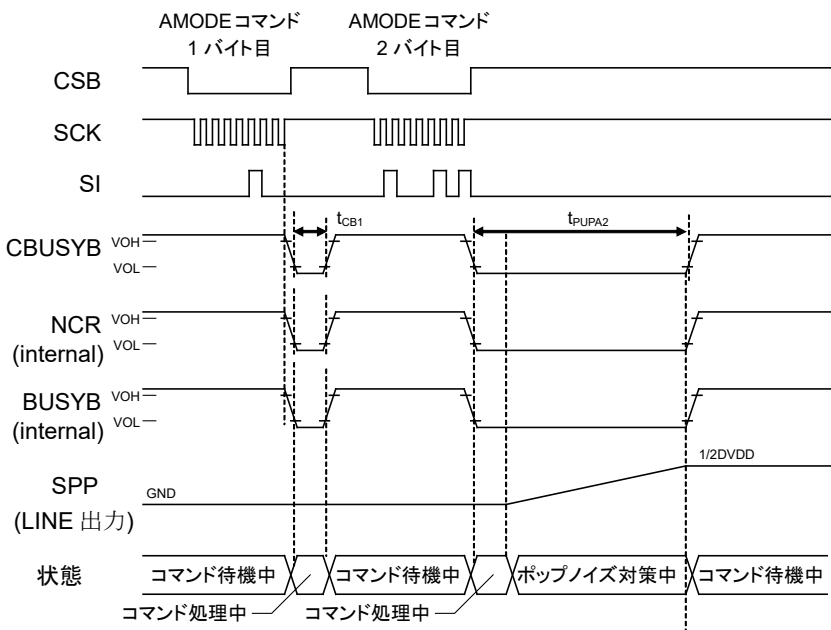 AMODEコマンド AMODEコマンド
1 バイト目 2 バイト目
CSB
SCK
SI
tCB1 tPUPA2
CBUSYB VOH
VOL
NCR VOH
(internal) VOL
BUSYB VOH
(internal) VOL
1/2DVDD
SPP GND
(LINE 出力)
状態 コマンド待機中 コマンド待機中 ポップノイズ対策中 コマンド待機中
コマンド処理中 コマンド処理中